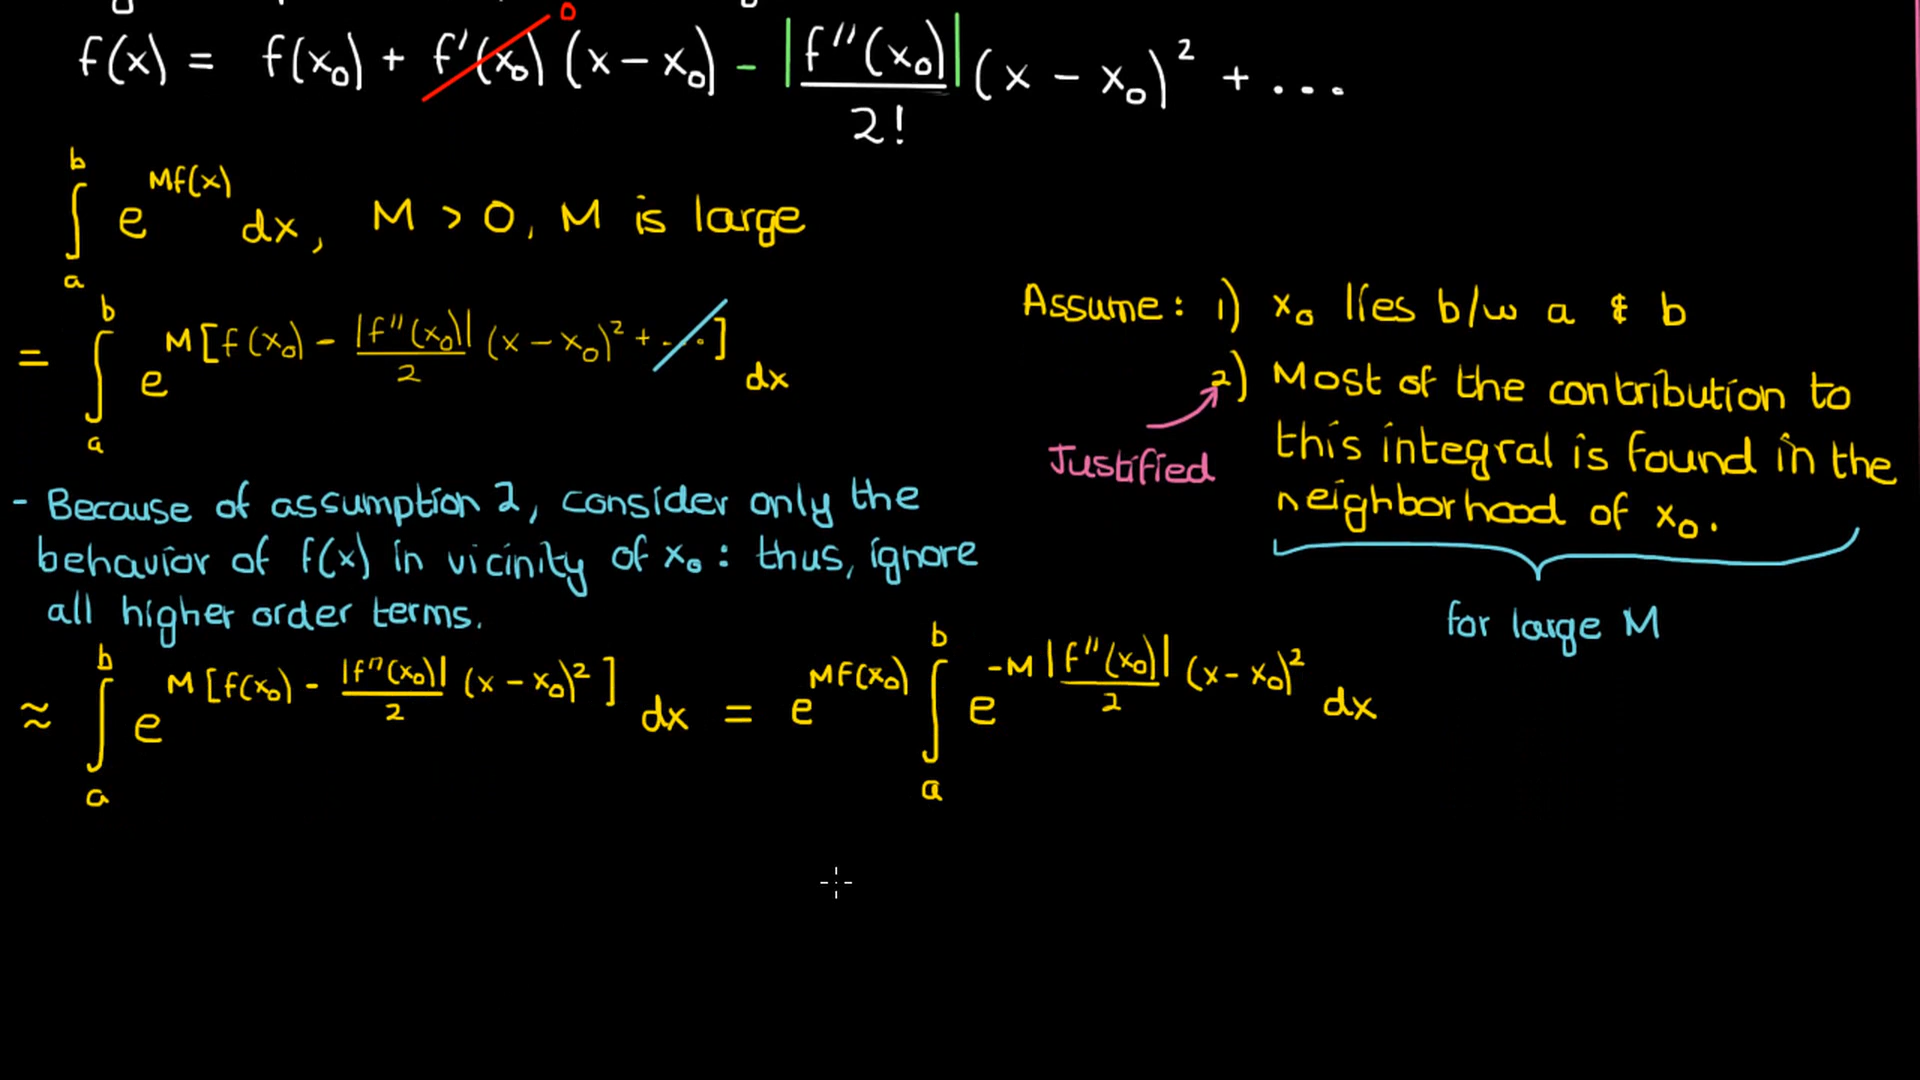 f(x) = f(x₀) + f'(x₀) (x-x₀) - |f''(x₀)|/2! (x - x₀)² + ...
0
∫ₐᵇ e^{Mf(x)} dx, M > 0, M is large
= ∫ₐᵇ e^{M[f(x₀) - |f''(x₀)|/2 (x - x₀)² + ...]} dx
Assume: 1) x₀ lies b/w a & b
2) Most of the contribution to
this integral is found in the
neighborhood of x₀.
Justified
for large M
- Because of assumption 2, consider only the
behavior of f(x) in vicinity of x₀: thus, ignore
all higher order terms.
≈ ∫ₐᵇ e^{M[f(x₀) - |f''(x₀)|/2 (x - x₀)²]} dx = e^{Mf(x₀)} ∫ₐᵇ e^{-M |f''(x₀)|/2 (x - x₀)²} dx